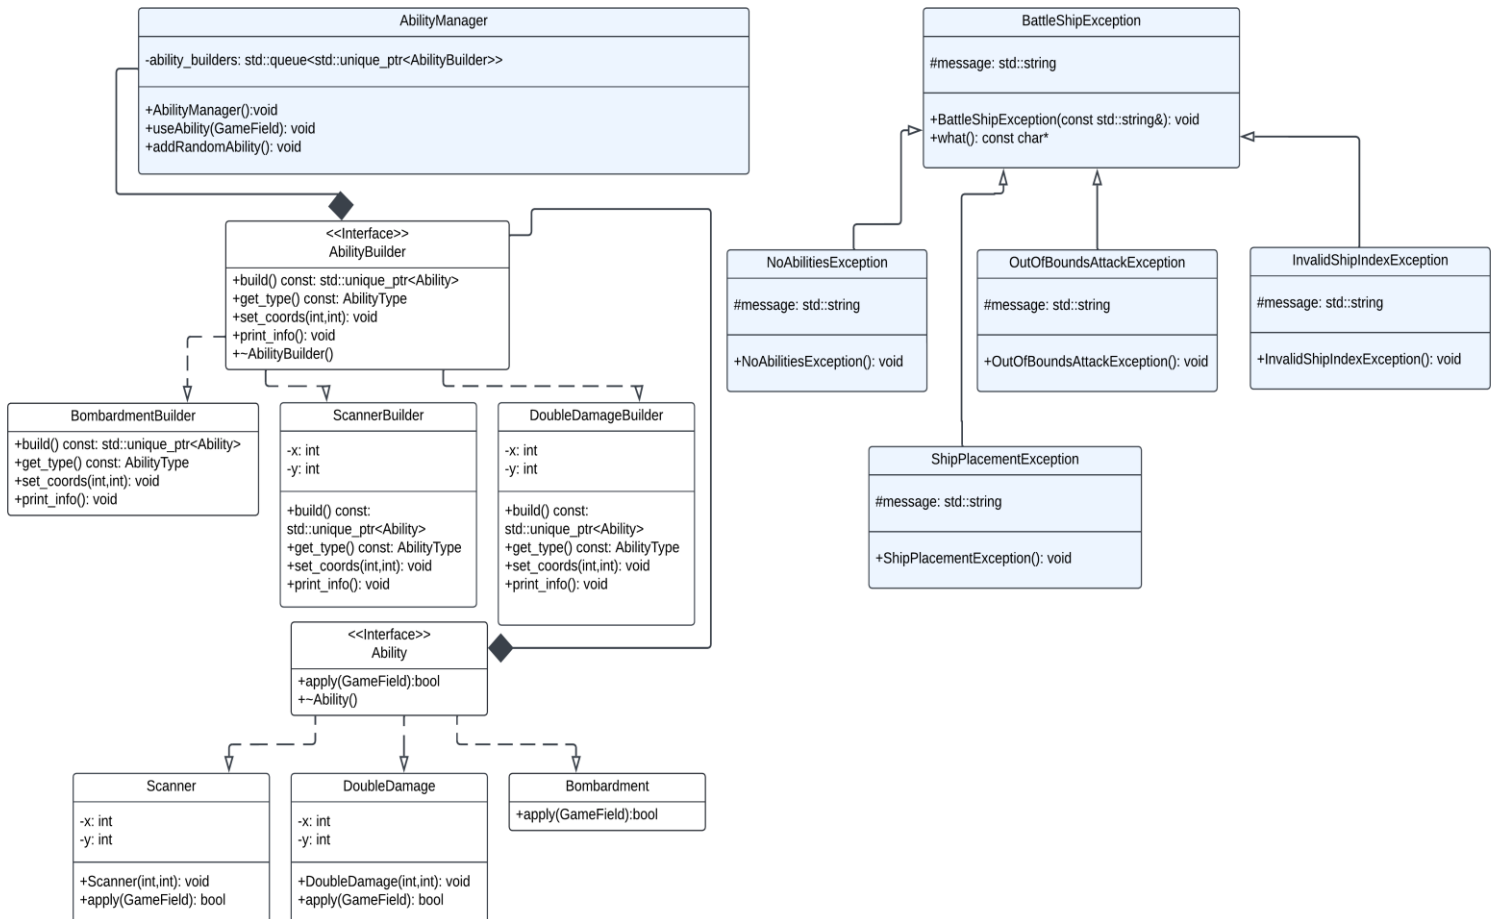 AbilityManager
-ability_builders: std::queue<std::unique_ptr<AbilityBuilder>>
+AbilityManager():void
+useAbility(GameField): void
+addRandomAbility(): void
BattleShipException
#message: std::string
+BattleShipException(const std::string&): void
+what(): const char*
<<Interface>>
AbilityBuilder
+build() const: std::unique_ptr<Ability>
+get_type() const: AbilityType
+set_coords(int,int): void
+print_info(): void
+~AbilityBuilder()
NoAbilitiesException
#message: std::string
+NoAbilitiesException(): void
OutOfBoundsAttackException
#message: std::string
+OutOfBoundsAttackException(): void
InvalidShipIndexException
#message: std::string
+InvalidShipIndexException(): void
BombardmentBuilder
+build() const: std::unique_ptr<Ability>
+get_type() const: AbilityType
+set_coords(int,int): void
+print_info(): void
ScannerBuilder
-x: int
-y: int
+build() const:
std::unique_ptr<Ability>
+get_type() const: AbilityType
+set_coords(int,int): void
+print_info(): void
DoubleDamageBuilder
-x: int
-y: int
+build() const:
std::unique_ptr<Ability>
+get_type() const: AbilityType
+set_coords(int,int): void
+print_info(): void
ShipPlacementException
#message: std::string
+ShipPlacementException(): void
<<Interface>>
Ability
+apply(GameField):bool
+~Ability()
Scanner
-x: int
-y: int
+Scanner(int,int): void
+apply(GameField): bool
DoubleDamage
-x: int
-y: int
+DoubleDamage(int,int): void
+apply(GameField): bool
Bombardment
+apply(GameField):bool